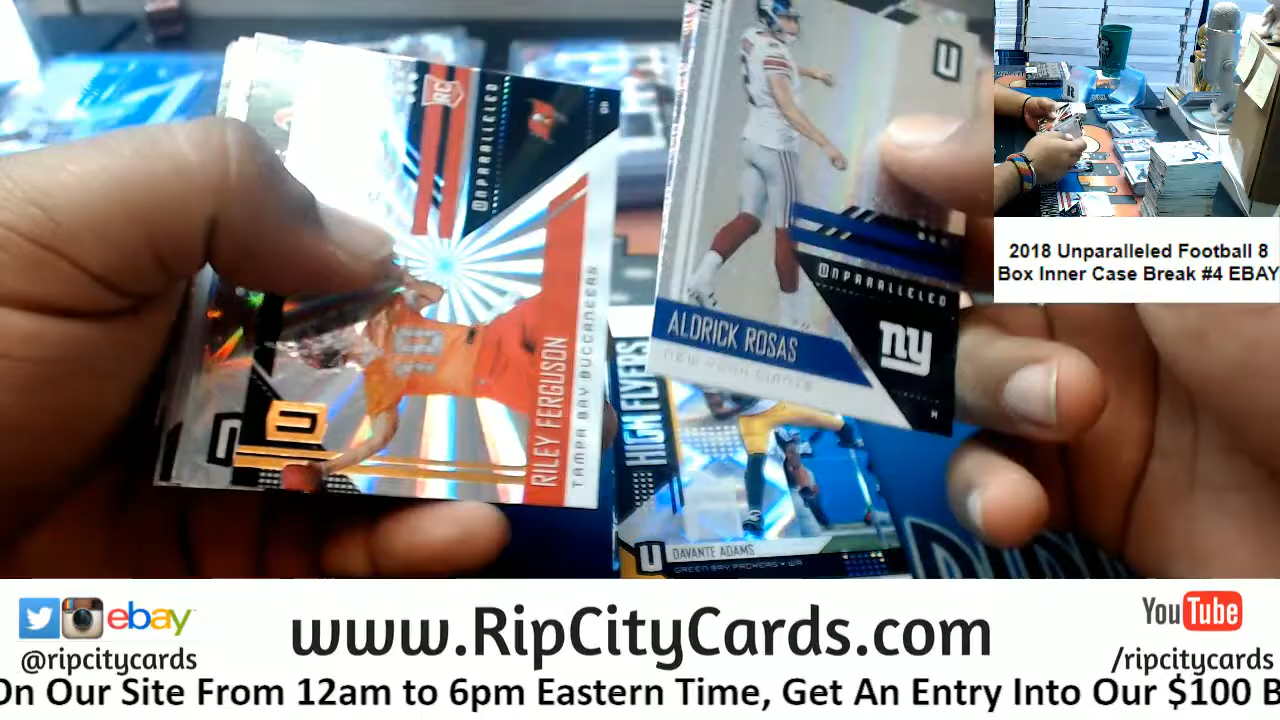 RC
UNPARALLELED
RILEY FERGUSON
TAMPA BAY BUCCANEERS
U
U
UNPARALLELED
ALDRICK ROSAS
NEW YORK GIANTS
ny
K
HIGH FLYERS
U
DAVANTE ADAMS
GREEN BAY PACKERS • WR
2018 Unparalleled Football 8
Box Inner Case Break #4 EBAY
ebay
@ripcitycards
www.RipCityCards.com
YouTube
/ripcitycards
On Our Site From 12am to 6pm Eastern Time, Get An Entry Into Our $100 B